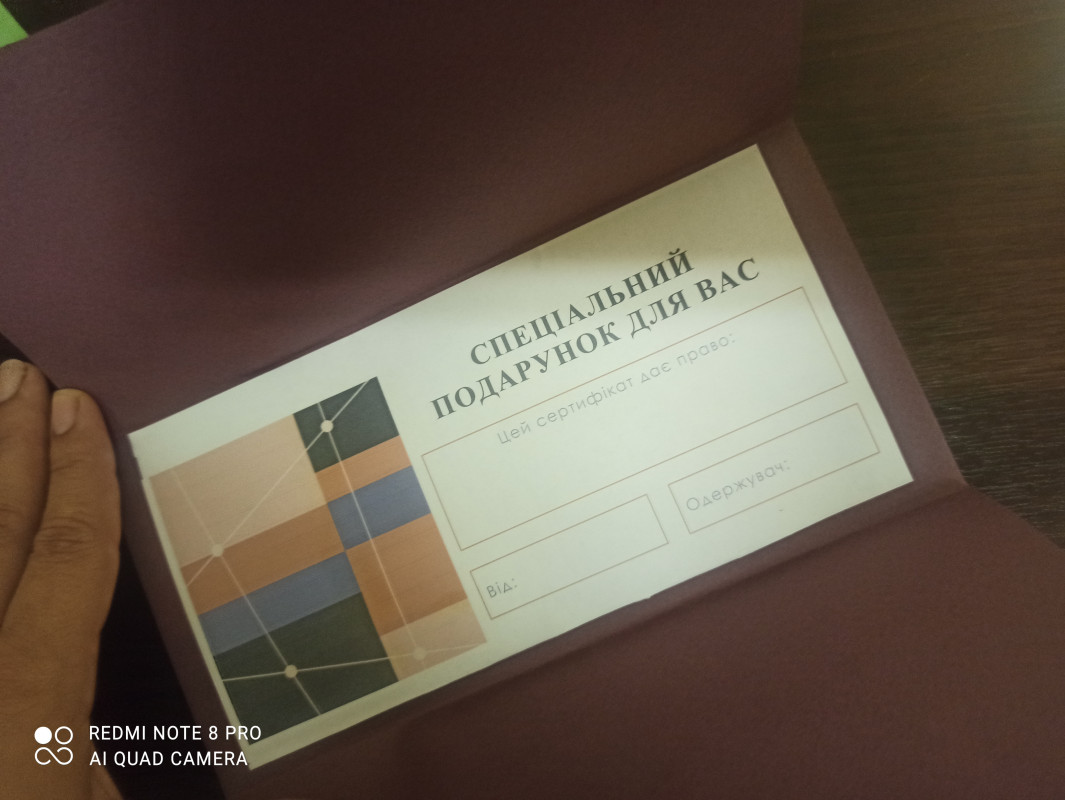 СПЕЦІАЛЬНИЙ
ПОДАРУНОК ДЛЯ ВАС
Цей сертифікат дає право:
Від:
Одержувач:
REDMI NOTE 8 PRO
AI QUAD CAMERA